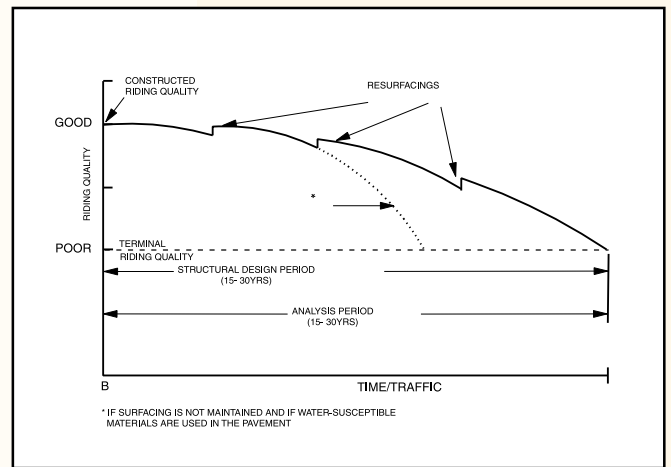 CONSTRUCTED
RIDING QUALITY
RESURFACINGS
GOOD
RIDING QUALITY
*
POOR
TERMINAL
RIDING QUALITY
STRUCTURAL DESIGN PERIOD
(15- 30YRS)
ANALYSIS PERIOD
(15- 30YRS)
B
TIME/TRAFFIC
* IF SURFACING IS NOT MAINTAINED AND IF WATER-SUSCEPTIBLE
MATERIALS ARE USED IN THE PAVEMENT